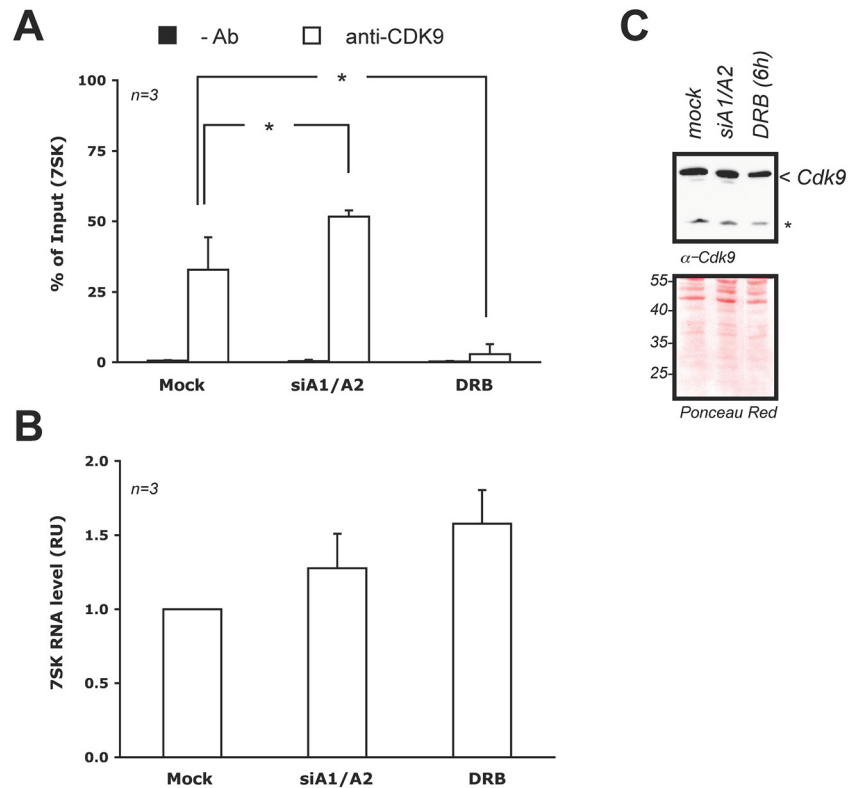 A
- Ab
anti-CDK9
% of Input (7SK)
100
75
50
25
0
n=3
*
*
Mock
siA1/A2
DRB
B
7SK RNA level (RU)
2.0
1.5
1.0
0.5
0.0
n=3
Mock
siA1/A2
DRB
C
mock
siA1/A2
DRB (6h)
< Cdk9
*
α-Cdk9
55-
40-
35-
25-
Ponceau Red